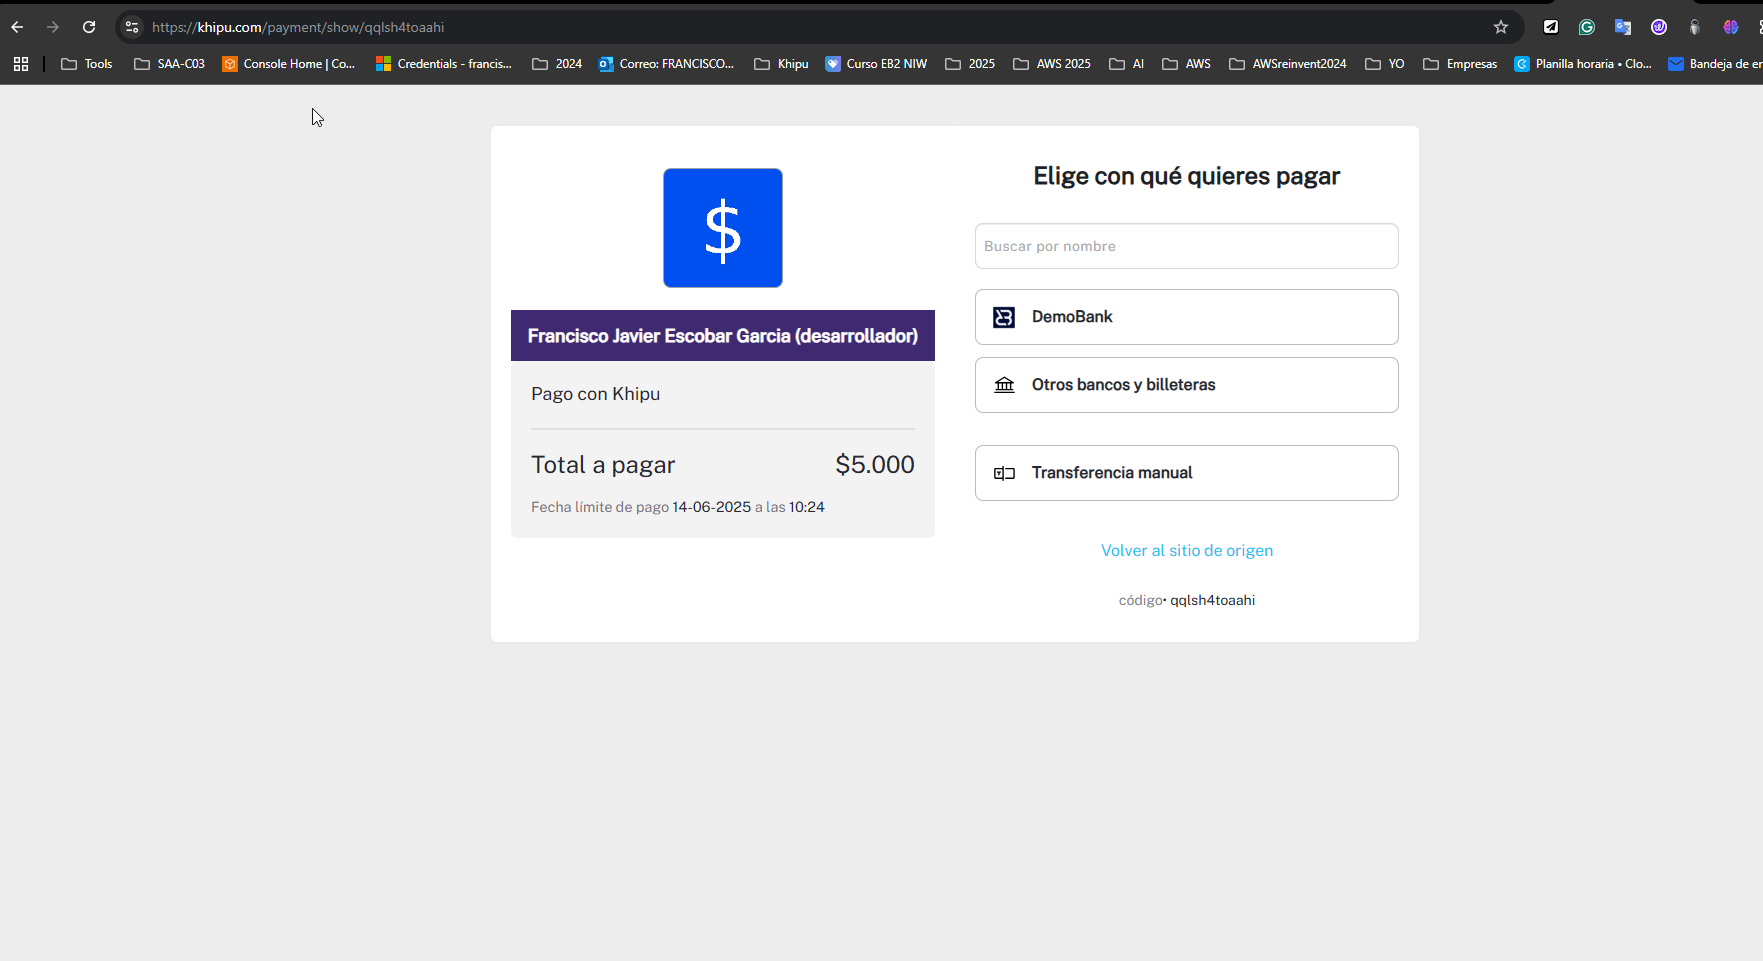 https://khipu.com/payment/show/qqlsh4toaahi
Tools SAA-C03 Console Home | Co... Credentials - francis... 2024 Correo: FRANCISCO... Khipu Curso EB2 NIW 2025 AWS 2025 AI AWS AWSreinvent2024 YO Empresas Planilla horaria • Clo... Bandeja de en
$
Francisco Javier Escobar Garcia (desarrollador)
Pago con Khipu
Total a pagar $5.000
Fecha límite de pago 14-06-2025 a las 10:24
Elige con qué quieres pagar
Buscar por nombre
DemoBank
Otros bancos y billeteras
Transferencia manual
Volver al sitio de origen
código• qqlsh4toaahi